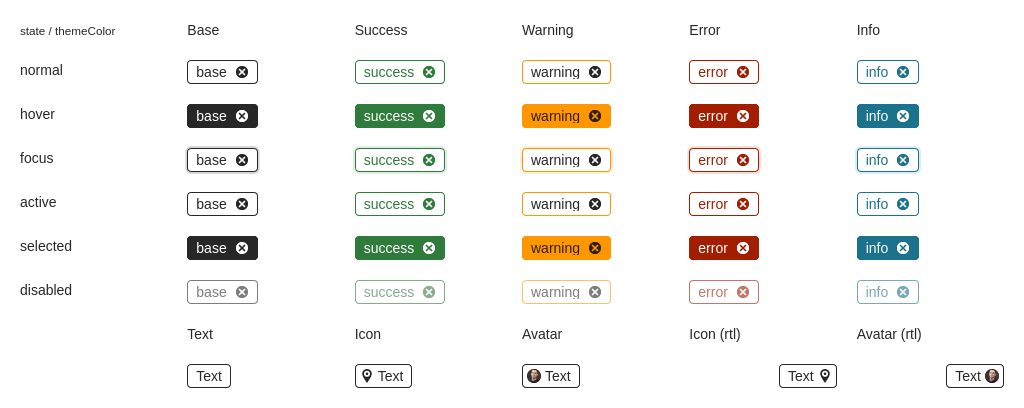 state / themeColor Base Success Warning Error Info
normal base success warning error info
hover base success warning error info
focus base success warning error info
active base success warning error info
selected base success warning error info
disabled base success warning error info
Text Icon Avatar Icon (rtl) Avatar (rtl)
Text Text Text Text Text